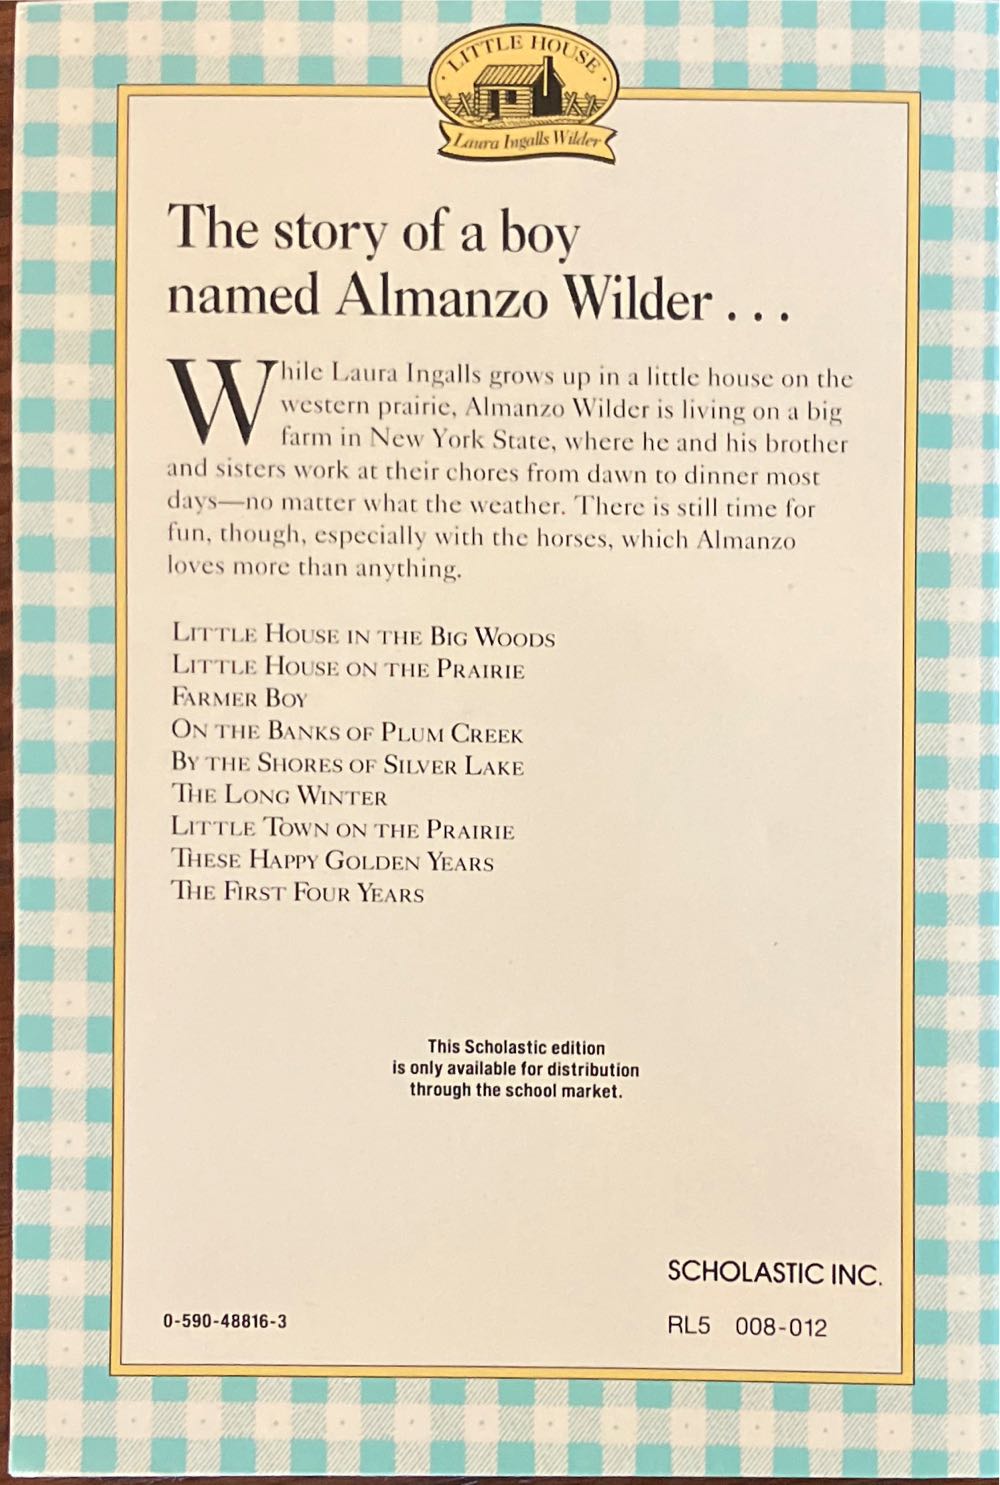 LITTLE HOUSE
Laura Ingalls Wilder
The story of a boy
named Almanzo Wilder . . .
While Laura Ingalls grows up in a little house on the
western prairie, Almanzo Wilder is living on a big
farm in New York State, where he and his brother
and sisters work at their chores from dawn to dinner most
days—no matter what the weather. There is still time for
fun, though, especially with the horses, which Almanzo
loves more than anything.
LITTLE HOUSE IN THE BIG WOODS
LITTLE HOUSE ON THE PRAIRIE
FARMER BOY
ON THE BANKS OF PLUM CREEK
BY THE SHORES OF SILVER LAKE
THE LONG WINTER
LITTLE TOWN ON THE PRAIRIE
THESE HAPPY GOLDEN YEARS
THE FIRST FOUR YEARS
This Scholastic edition
is only available for distribution
through the school market.
SCHOLASTIC INC.
0-590-48816-3
RL5 008-012